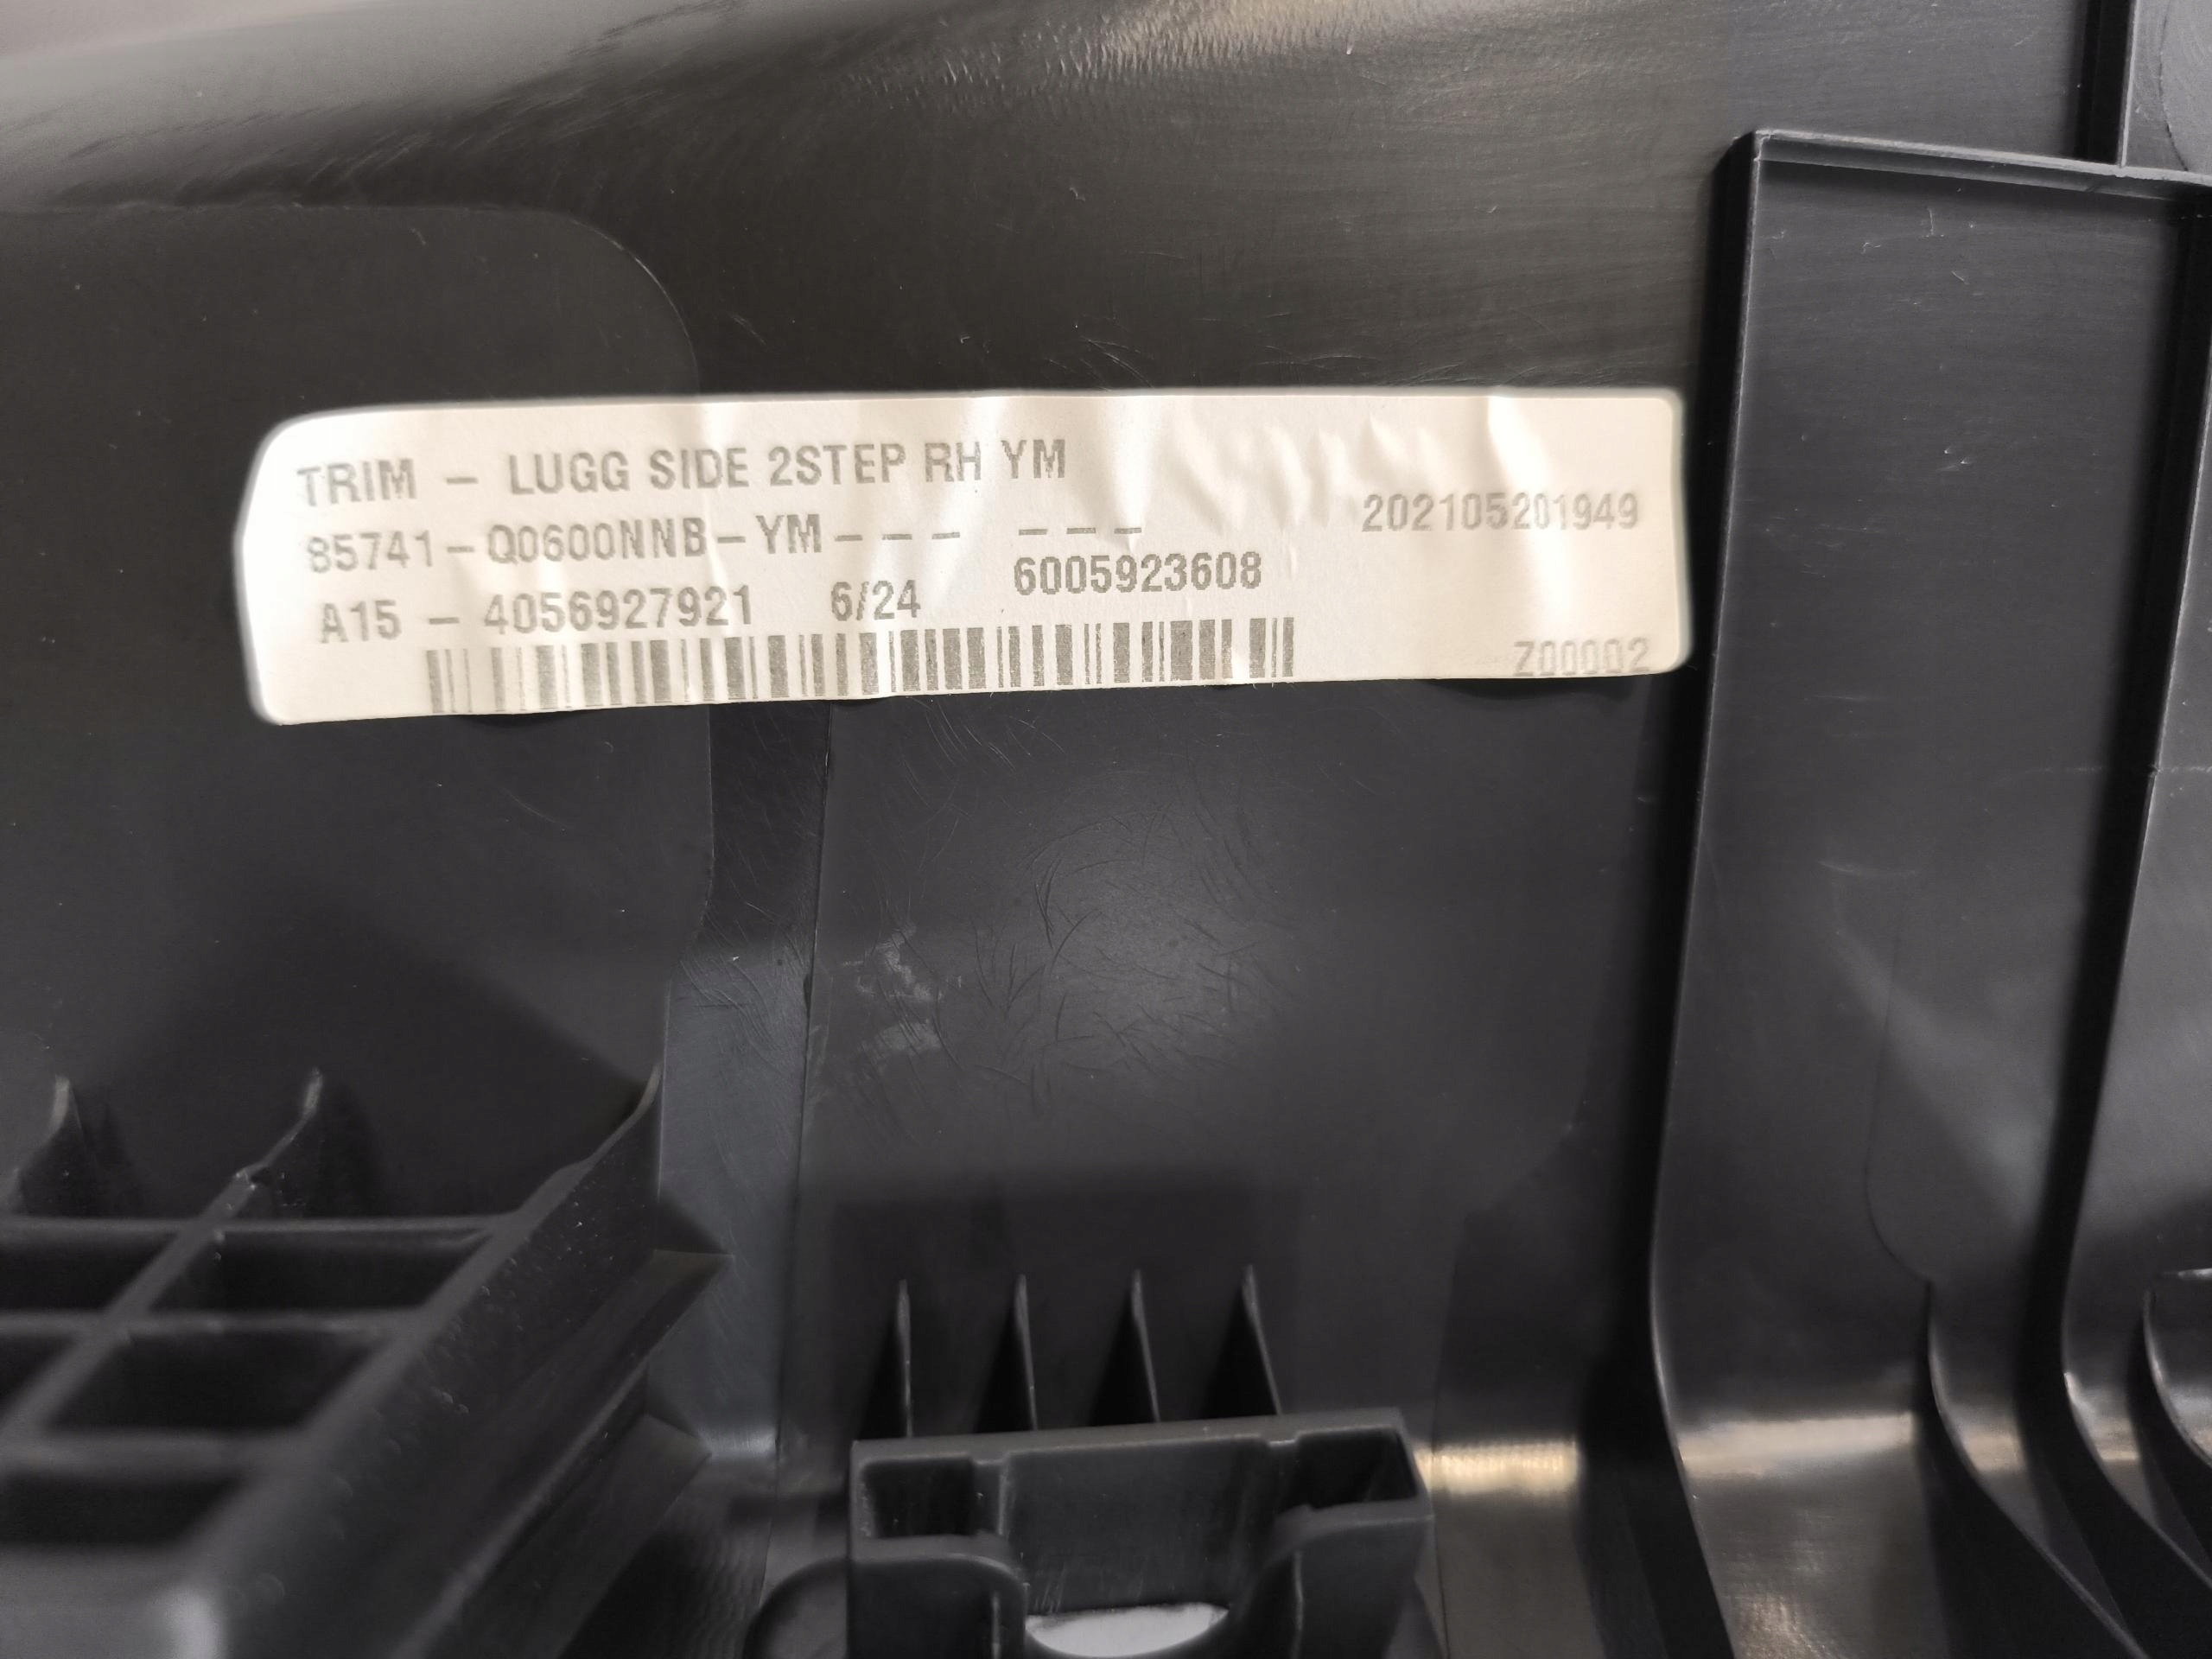 TRIM - LUGG SIDE 2STEP RH YM
85741-Q0600NNB-YM--- --- 202105201949
A15 - 4056927921 6/24 6005923608
Z00002